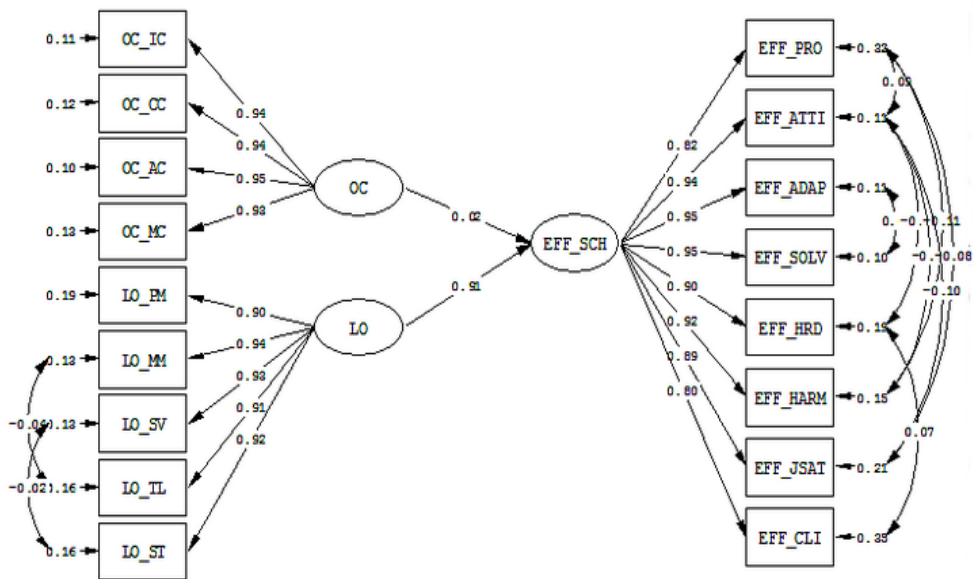 0.11 OC_IC
0.12 OC_CC
0.10 OC_AC
0.13 OC_MC
0.19 LO_PM
0.13 LO_MM
0.13 LO_SV
0.16 LO_TL
0.16 LO_ST
-0.04
-0.02
0.94
0.94
0.95
0.93
OC
0.90
0.94
0.93
0.91
0.92
LO
0.02
0.91
EFF_SCH
0.82
0.94
0.95
0.95
0.90
0.92
0.89
0.80
EFF_PRO
EFF_ATTI
EFF_ADAP 0.11
EFF_SOLV 0.10
EFF_HRD 0.19
EFF_HARM 0.15
EFF_JSAT 0.21
EFF_CLI 0.35
-0.11
-0.08
-0.10
0.07